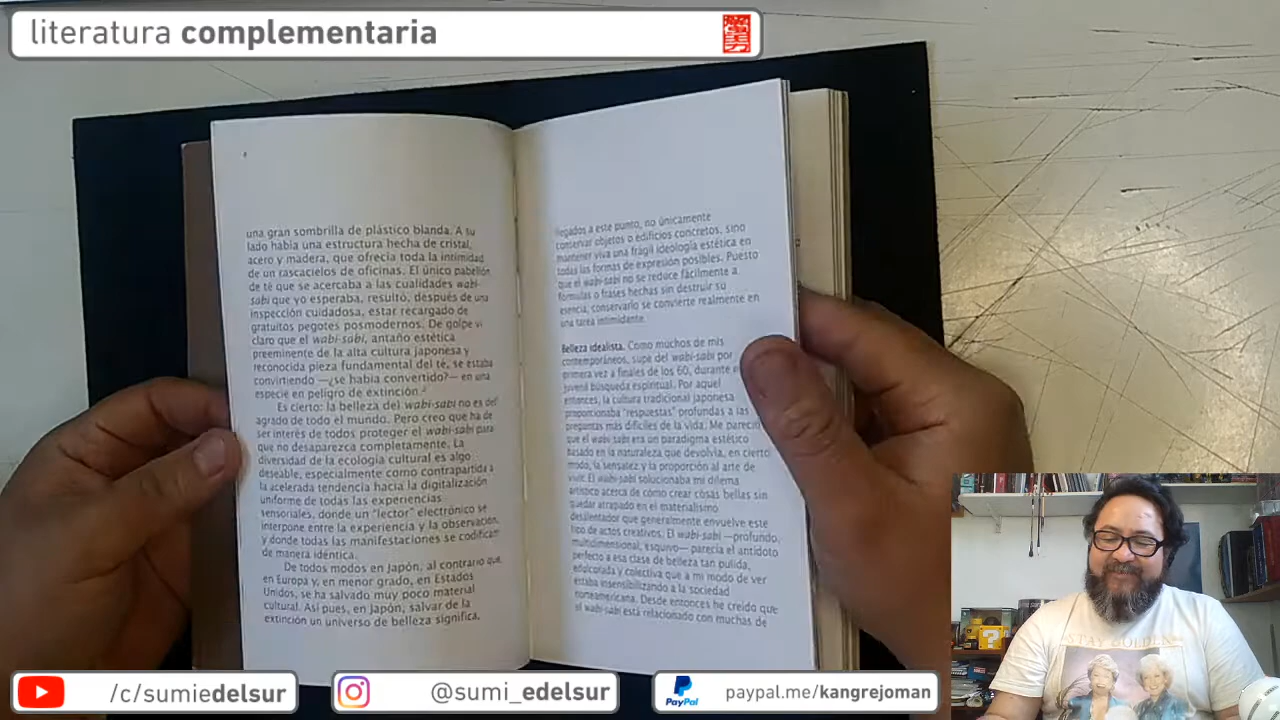 literatura complementaria
una gran sombrilla de plástico blanda. A su
lado había una estructura hecha de cristal,
acero y madera, que ofrecía toda la intimidad
de un rascacielos de oficinas. El único pabellón
de té que se acercaba a las cualidades wabi-
sabi que yo esperaba, resultó, después de una
inspección cuidadosa, estar recargado de
gratuitos pegotes posmodernos. De golpe vi
claro que el wabi-sabi, antaño estética
preeminente de la alta cultura japonesa y
reconocida pieza fundamental del té, se estaba
convirtiendo —¿se había convertido?— en una
especie en peligro de extinción.
Es cierto: la belleza del wabi-sabi no es del
agrado de todo el mundo. Pero creo que ha de
ser interés de todos proteger el wabi-sabi para
que no desaparezca completamente. La
diversidad de la ecología cultural es algo
deseable, especialmente como contrapartida a
la acelerada tendencia hacia la digitalización
uniforme de todas las experiencias
sensoriales, donde un "lector" electrónico se
interpone entre la experiencia y la observación,
y donde todas las manifestaciones se codifican
de manera idéntica.
De todos modos en Japón, al contrario que
en Europa y, en menor grado, en Estados
Unidos, se ha salvado muy poco material
cultural. Así pues, en Japón, salvar de la
extinción un universo de belleza significa,
llegados a este punto, no únicamente
conservar objetos o edificios concretos, sino
mantener viva una frágil ideología estética en
todas las formas de expresión posibles. Puesto
que el wabi-sabi no se reduce fácilmente a
fórmulas o frases hechas sin destruir su
esencia, conservarlo se convierte realmente en
una tarea intimidente.
Belleza idealista. Como muchos de mis
contemporáneos, supe del wabi-sabi por
primera vez a finales de los 60, durante
juvenil búsqueda espiritual. Por aquel
entonces, la cultura tradicional japonesa
proporcionaba "respuestas" profundas a las
preguntas más difíciles de la vida. Me pareció
que el wabi-sabi era un paradigma estético
basado en la naturaleza que devolvía, en cierto
modo, la sensatez y la proporción al arte de
vivir. El wabi-sabi solucionaba mi dilema
artístico acerca de cómo crear cosas bellas sin
quedar atrapado en el materialismo
desalentador que generalmente envuelve este
tipo de actos creativos. El wabi-sabi —profundo,
multidimensional, esquivo— parecía el antídoto
perfecto a esa clase de belleza tan pulida,
edulcorada y colectiva que a mi modo de ver
estaba insensibilizando a la sociedad
norteamericana. Desde entonces he creído que
el wabi-sabi está relacionado con muchas de
STAY GOLDEN
/c/sumiedelsur
@sumi_edelsur
PayPal
paypal.me/kangrejoman